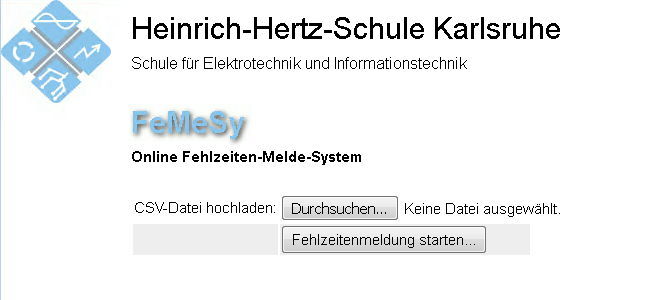 Heinrich-Hertz-Schule Karlsruhe
Schule für Elektrotechnik und Informationstechnik
FeMeSy
Online Fehlzeiten-Melde-System
CSV-Datei hochladen: Durchsuchen... Keine Datei ausgewählt.
Fehlzeitenmeldung starten...